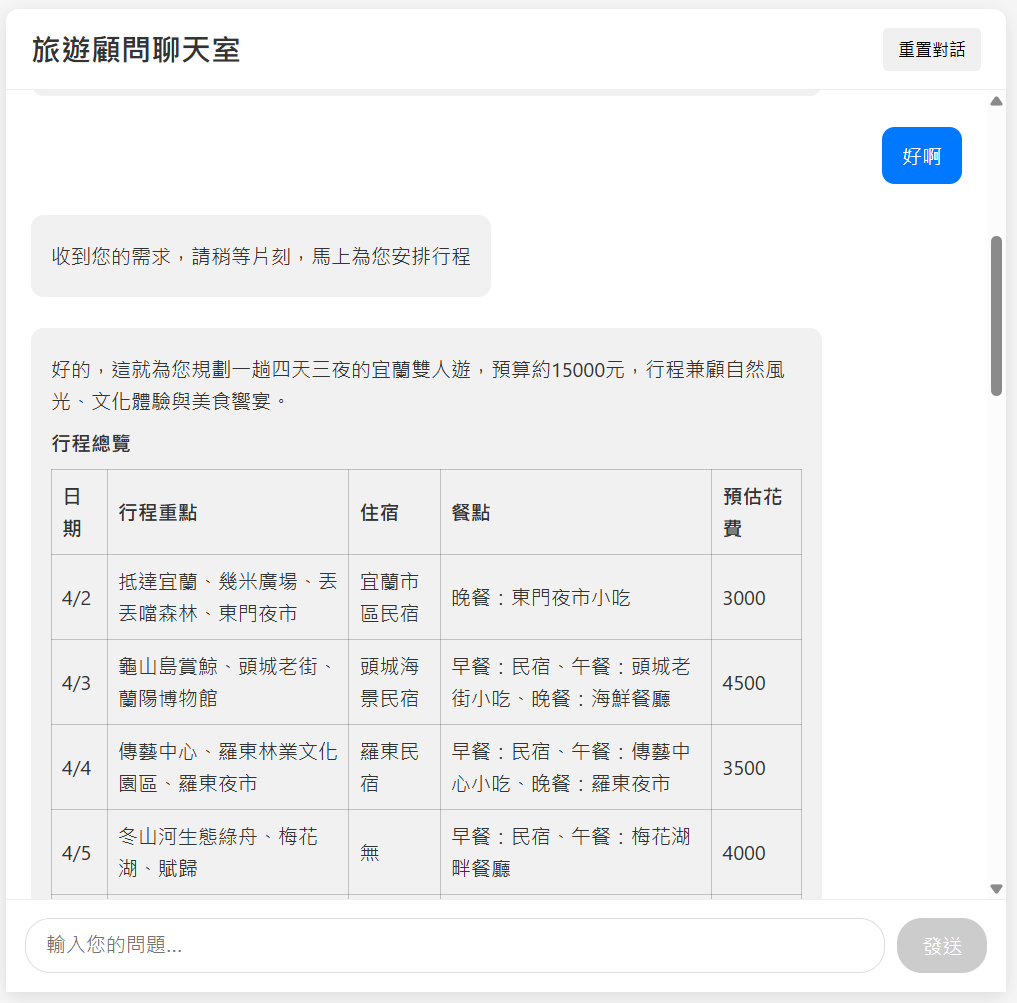 旅遊顧問聊天室
重置對話
好啊
收到您的需求，請稍等片刻，馬上為您安排行程
好的，這就為您規劃一趟四天三夜的宜蘭雙人遊，預算約15000元，行程兼顧自然風
光、文化體驗與美食饗宴。
行程總覽
日期 行程重點 住宿 餐點 預估花費
4/2 抵達宜蘭、幾米廣場、丟丟噹森林、東門夜市 宜蘭市區民宿 晚餐：東門夜市小吃 3000
4/3 龜山島賞鯨、頭城老街、蘭陽博物館 頭城海景民宿 早餐：民宿、午餐：頭城老街小吃、晚餐：海鮮餐廳 4500
4/4 傳藝中心、羅東林業文化園區、羅東夜市 羅東民宿 早餐：民宿、午餐：傳藝中心小吃、晚餐：羅東夜市 3500
4/5 冬山河生態綠舟、梅花湖、賦歸 無 早餐：民宿、午餐：梅花湖畔餐廳 4000
輸入您的問題...
發送